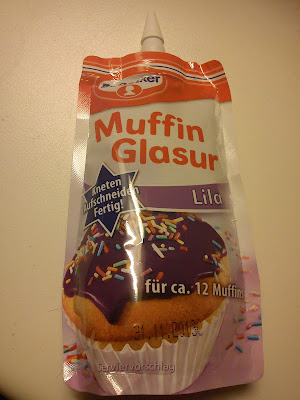 Muffin
Glasur
Kneten
Aufschneiden
Fertig!
Lila
für ca. 12 Muffins
Serviervorschlag